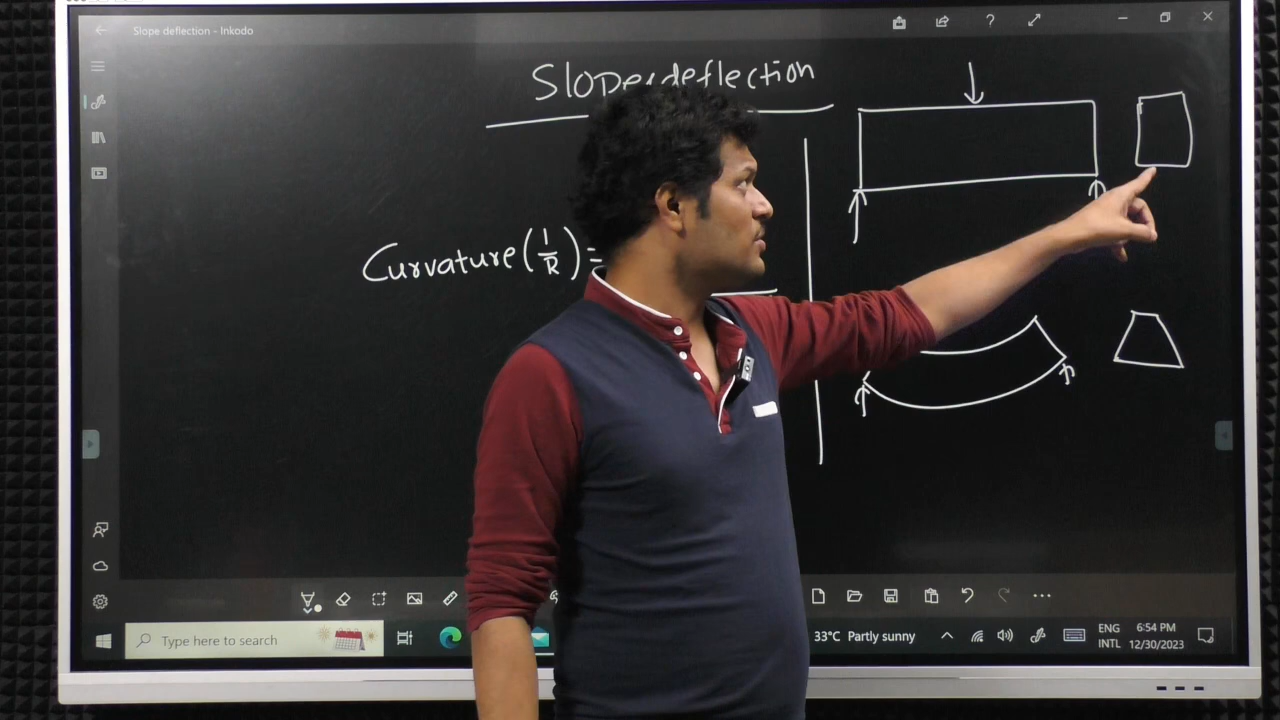 Slope deflection - Inkodo
Slope deflection
Curvature (1/R) =
Type here to search
33°C Partly sunny
ENG
INTL
6:54 PM
12/30/2023